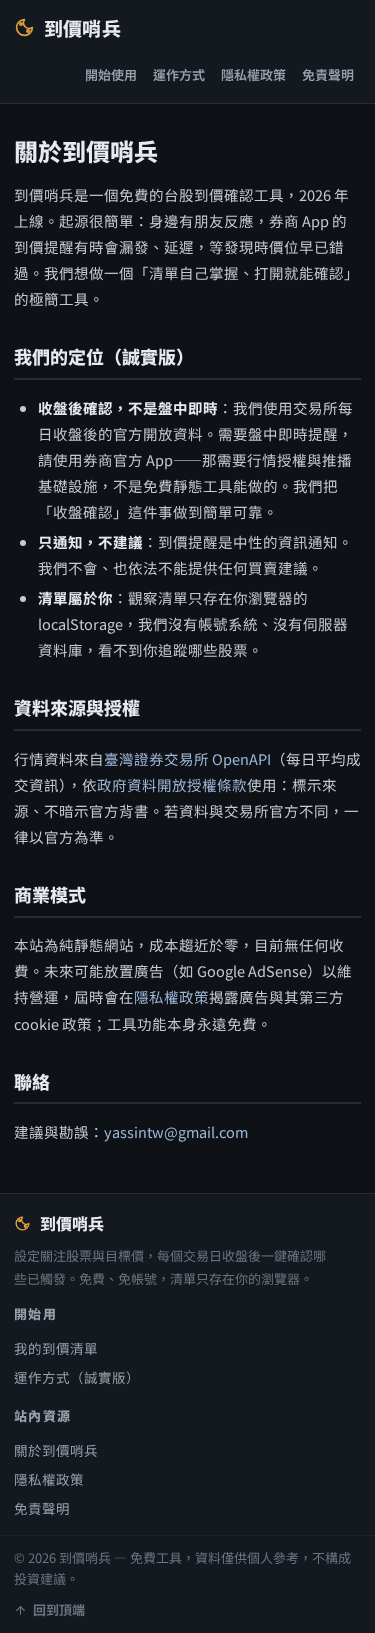 到價哨兵
開始使用 運作方式 隱私權政策 免責聲明
關於到價哨兵
到價哨兵是一個免費的台股到價確認工具，2026 年
上線。起源很簡單：身邊有朋友反應，券商 App 的
到價提醒有時會漏發、延遲，等發現時價位早已錯
過。我們想做一個「清單自己掌握、打開就能確認」
的極簡工具。
我們的定位（誠實版）
收盤後確認，不是盤中即時：我們使用交易所每
日收盤後的官方開放資料。需要盤中即時提醒，
請使用券商官方 App——那需要行情授權與推播
基礎設施，不是免費靜態工具能做的。我們把
「收盤確認」這件事做到簡單可靠。
只通知，不建議：到價提醒是中性的資訊通知。
我們不會、也依法不能提供任何買賣建議。
清單屬於你：觀察清單只存在你瀏覽器的
localStorage，我們沒有帳號系統、沒有伺服器
資料庫，看不到你追蹤哪些股票。
資料來源與授權
行情資料來自臺灣證券交易所 OpenAPI（每日平均成
交資訊），依政府資料開放授權條款使用：標示來
源、不暗示官方背書。若資料與交易所官方不同，一
律以官方為準。
商業模式
本站為純靜態網站，成本趨近於零，目前無任何收
費。未來可能放置廣告（如 Google AdSense）以維
持營運，屆時會在隱私權政策揭露廣告與其第三方
cookie 政策；工具功能本身永遠免費。
聯絡
建議與勘誤：yassintw@gmail.com
到價哨兵
設定關注股票與目標價，每個交易日收盤後一鍵確認哪
些已觸發。免費、免帳號，清單只存在你的瀏覽器。
開始用
我的到價清單
運作方式（誠實版）
站內資源
關於到價哨兵
隱私權政策
免責聲明
© 2026 到價哨兵 — 免費工具，資料僅供個人參考，不構成
投資建議。
↑ 回到頂端